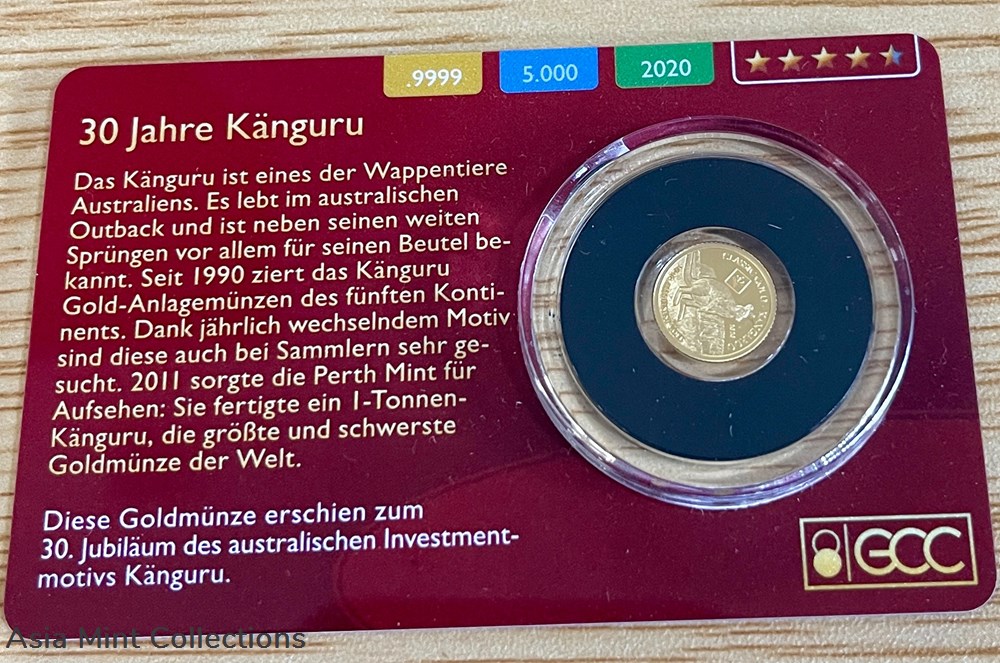 .9999
5.000
2020
30 Jahre Känguru
Das Känguru ist eines der Wappentiere
Australiens. Es lebt im australischen
Outback und ist neben seinen weiten
Sprüngen vor allem für seinen Beutel be-
kannt. Seit 1990 ziert das Känguru
Gold-Anlagemünzen des fünften Konti-
nents. Dank jährlich wechselndem Motiv
sind diese auch bei Sammlern sehr ge-
sucht. 2011 sorgte die Perth Mint für
Aufsehen: Sie fertigte ein 1-Tonnen-
Känguru, die größte und schwerste
Goldmünze der Welt.
Diese Goldmünze erschien zum
30. Jubiläum des australischen Investment-
motivs Känguru.
GCC
Asia Mint Collections